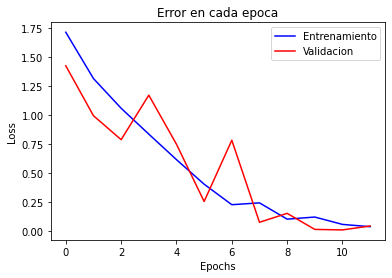 Error en cada epoca
Entrenamiento
Validacion
1.75
1.50
1.25
1.00
0.75
0.50
0.25
0.00
Loss
0 2 4 6 8 10
Epochs